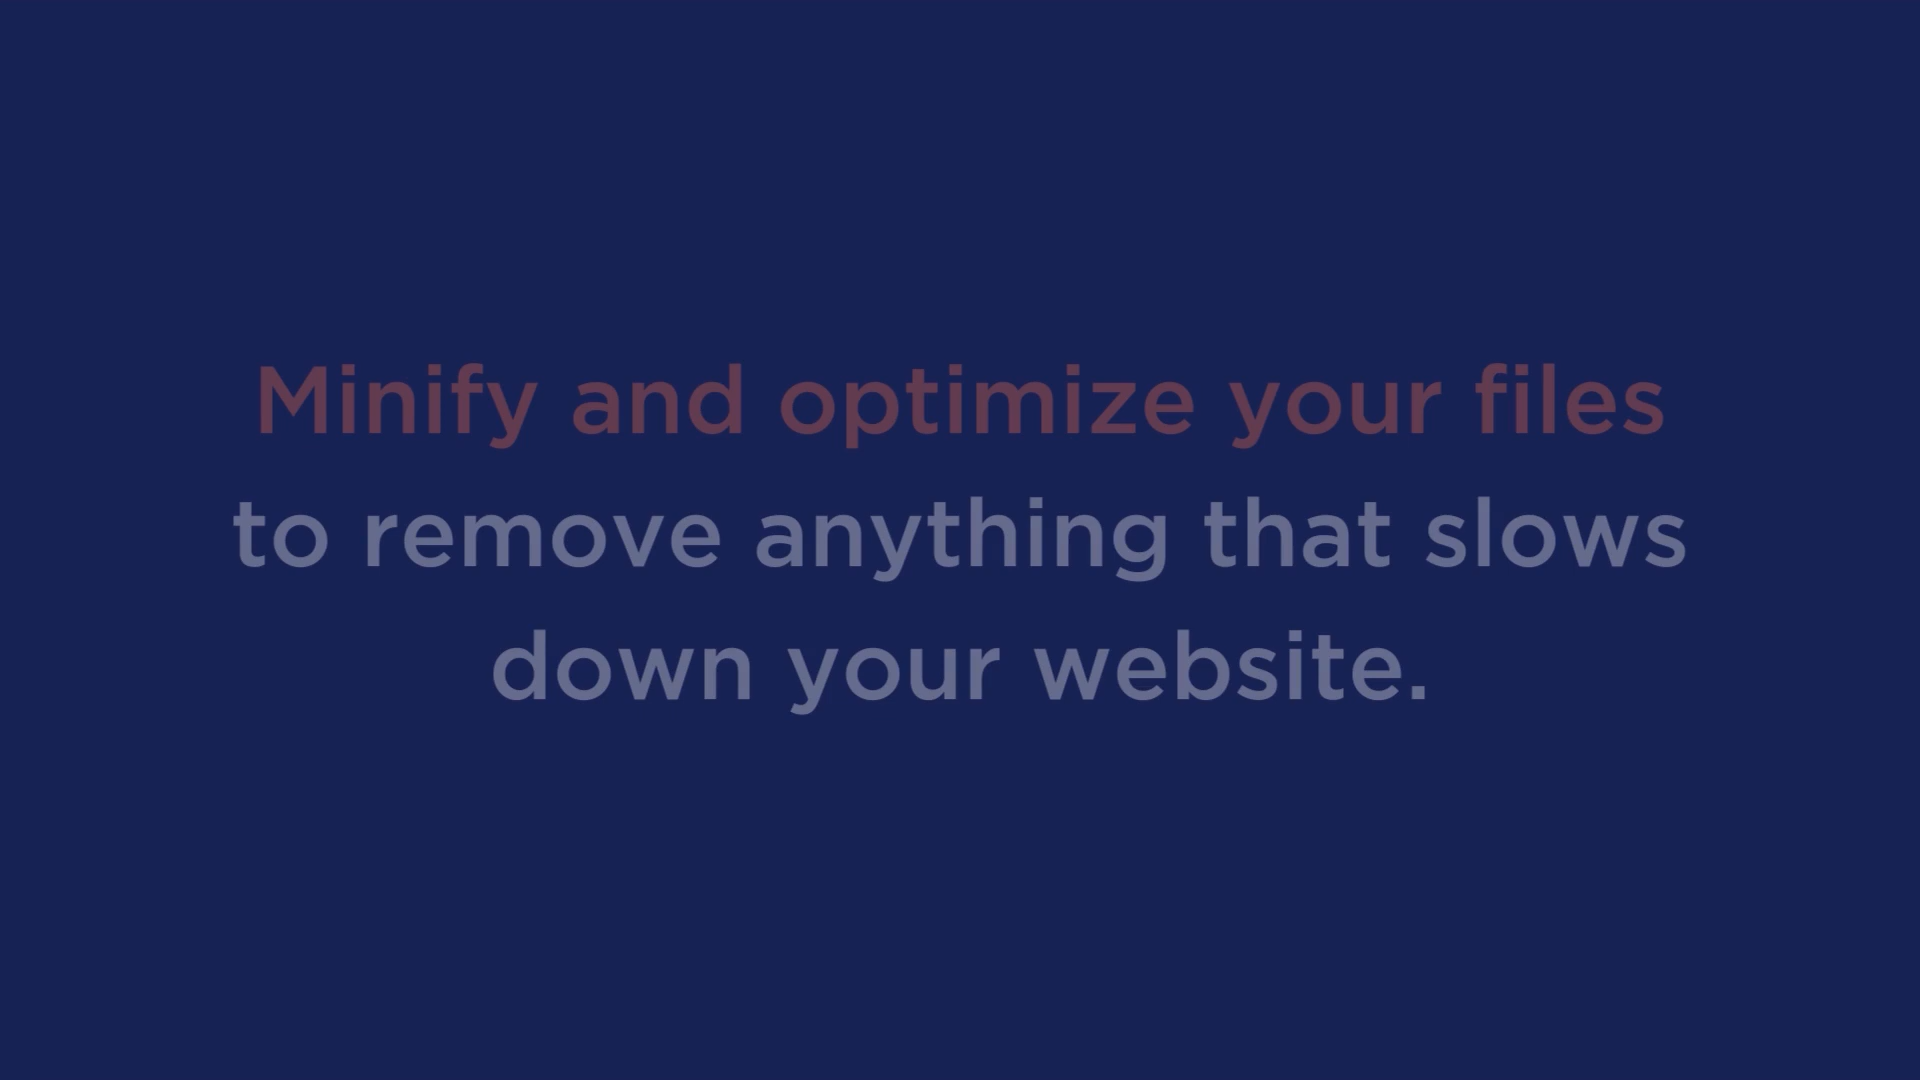 Minify and optimize your files
to remove anything that slows
down your website.